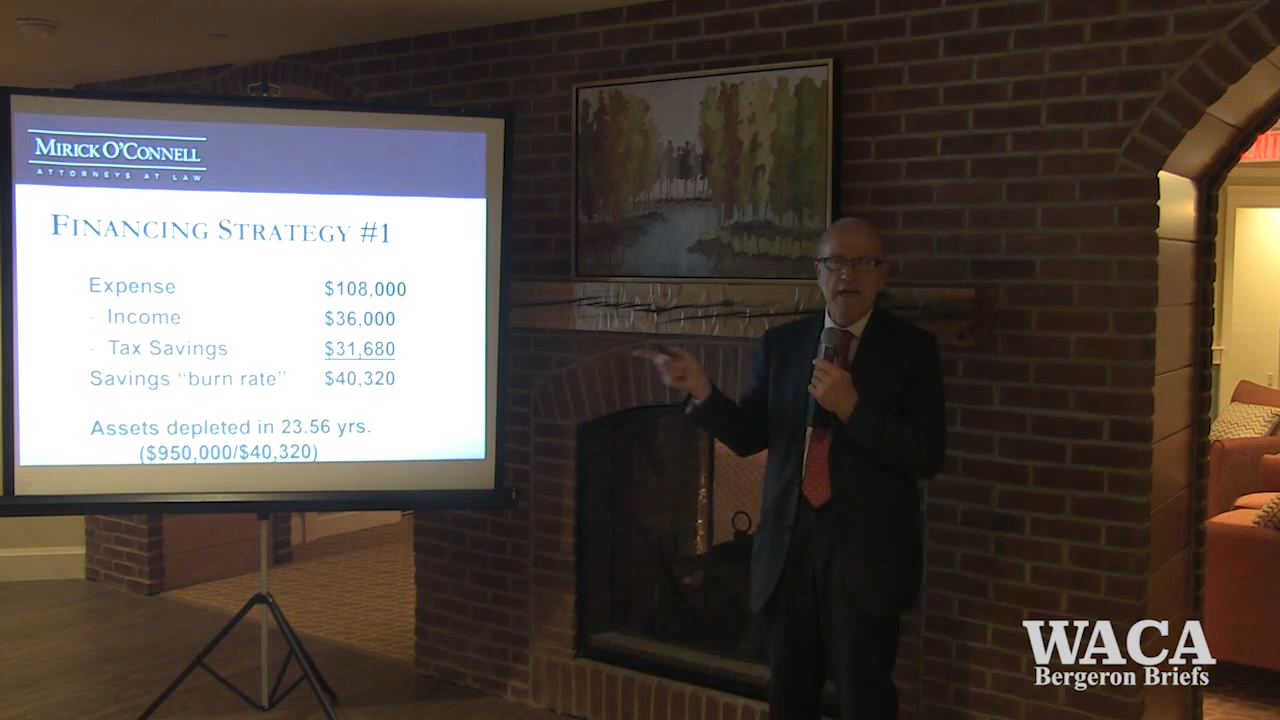 MIRICK O'CONNELL
ATTORNEYS AT LAW
FINANCING STRATEGY #1
Expense $108,000
- Income $36,000
- Tax Savings $31,680
Savings “burn rate” $40,320
Assets depleted in 23.56 yrs.
($950,000/$40,320)
WACA
Bergeron Briefs